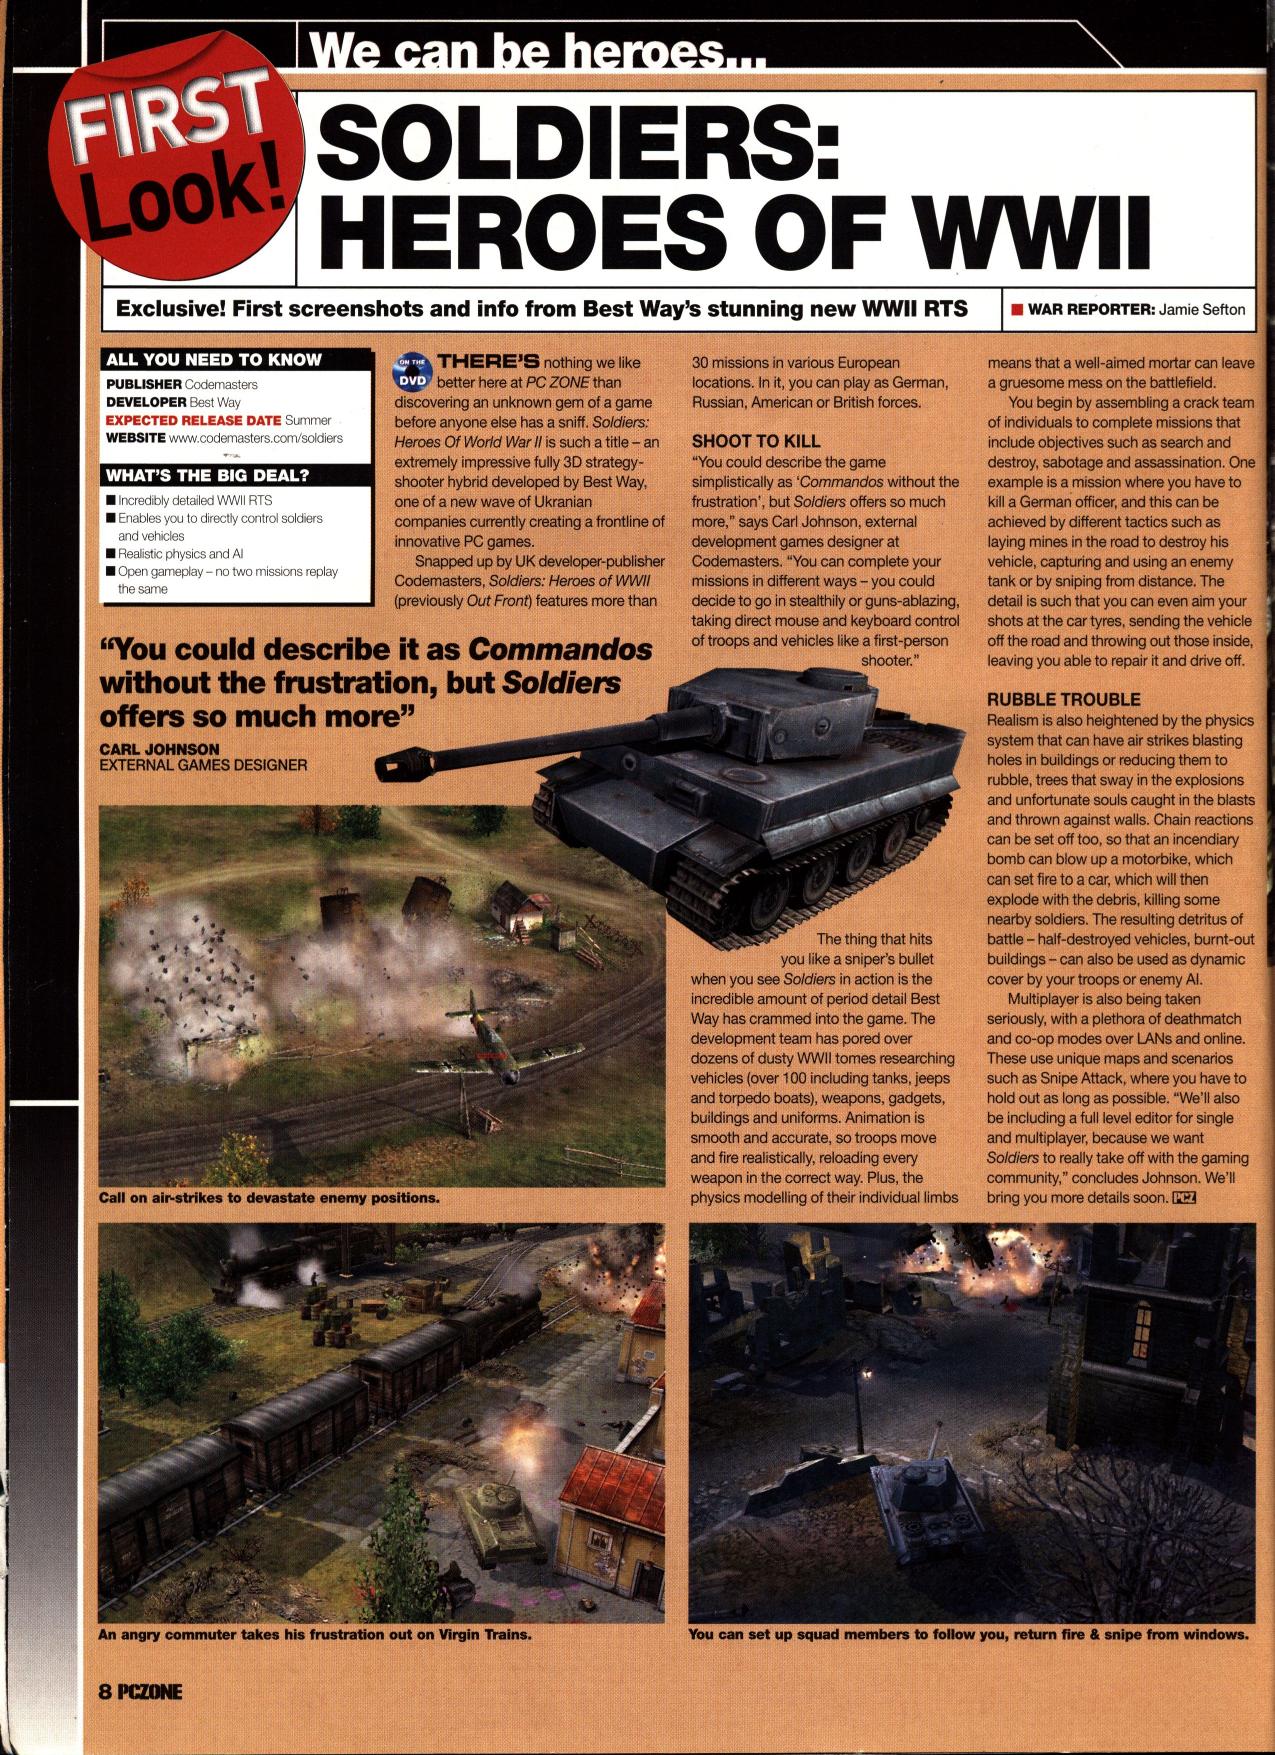 We can be heroes...
FIRST
Look!
SOLDIERS:
HEROES OF WWII
Exclusive! First screenshots and info from Best Way's stunning new WWII RTS
■ WAR REPORTER: Jamie Sefton
ALL YOU NEED TO KNOW
PUBLISHER Codemasters
DEVELOPER Best Way
EXPECTED RELEASE DATE Summer
WEBSITE www.codemasters.com/soldiers
WHAT'S THE BIG DEAL?
■ Incredibly detailed WWII RTS
■ Enables you to directly control soldiers
and vehicles
■ Realistic physics and AI
■ Open gameplay – no two missions replay
the same
ON THE
DVD
THERE'S nothing we like
better here at PC ZONE than
discovering an unknown gem of a game
before anyone else has a sniff. Soldiers:
Heroes Of World War II is such a title – an
extremely impressive fully 3D strategy-
shooter hybrid developed by Best Way,
one of a new wave of Ukranian
companies currently creating a frontline of
innovative PC games.
Snapped up by UK developer-publisher
Codemasters, Soldiers: Heroes of WWII
(previously Out Front) features more than
30 missions in various European
locations. In it, you can play as German,
Russian, American or British forces.
SHOOT TO KILL
“You could describe the game
simplistically as ‘Commandos without the
frustration’, but Soldiers offers so much
more,” says Carl Johnson, external
development games designer at
Codemasters. “You can complete your
missions in different ways – you could
decide to go in stealthily or guns-ablazing,
taking direct mouse and keyboard control
of troops and vehicles like a first-person
shooter.”
The thing that hits
you like a sniper's bullet
when you see Soldiers in action is the
incredible amount of period detail Best
Way has crammed into the game. The
development team has pored over
dozens of dusty WWII tomes researching
vehicles (over 100 including tanks, jeeps
and torpedo boats), weapons, gadgets,
buildings and uniforms. Animation is
smooth and accurate, so troops move
and fire realistically, reloading every
weapon in the correct way. Plus, the
physics modelling of their individual limbs
means that a well-aimed mortar can leave
a gruesome mess on the battlefield.
You begin by assembling a crack team
of individuals to complete missions that
include objectives such as search and
destroy, sabotage and assassination. One
example is a mission where you have to
kill a German officer, and this can be
achieved by different tactics such as
laying mines in the road to destroy his
vehicle, capturing and using an enemy
tank or by sniping from distance. The
detail is such that you can even aim your
shots at the car tyres, sending the vehicle
off the road and throwing out those inside,
leaving you able to repair it and drive off.
RUBBLE TROUBLE
Realism is also heightened by the physics
system that can have air strikes blasting
holes in buildings or reducing them to
rubble, trees that sway in the explosions
and unfortunate souls caught in the blasts
and thrown against walls. Chain reactions
can be set off too, so that an incendiary
bomb can blow up a motorbike, which
can set fire to a car, which will then
explode with the debris, killing some
nearby soldiers. The resulting detritus of
battle – half-destroyed vehicles, burnt-out
buildings – can also be used as dynamic
cover by your troops or enemy AI.
Multiplayer is also being taken
seriously, with a plethora of deathmatch
and co-op modes over LANs and online.
These use unique maps and scenarios
such as Snipe Attack, where you have to
hold out as long as possible. “We'll also
be including a full level editor for single
and multiplayer, because we want
Soldiers to really take off with the gaming
community,” concludes Johnson. We'll
bring you more details soon. PCZ
“You could describe it as Commandos
without the frustration, but Soldiers
offers so much more”
CARL JOHNSON
EXTERNAL GAMES DESIGNER
Call on air-strikes to devastate enemy positions.
An angry commuter takes his frustration out on Virgin Trains.
You can set up squad members to follow you, return fire & snipe from windows.
8 PCZONE